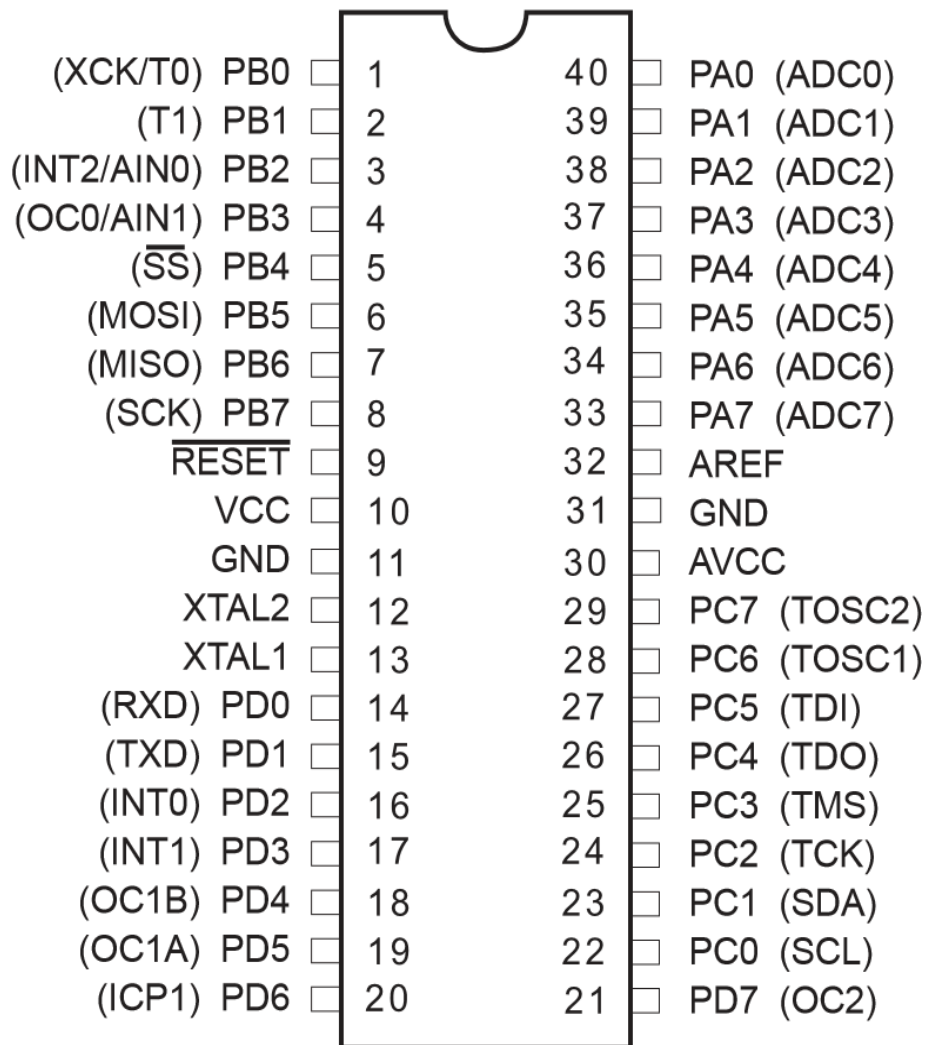 (XCK/T0) PB0 1 40 PA0 (ADC0)
(T1) PB1 2 39 PA1 (ADC1)
(INT2/AIN0) PB2 3 38 PA2 (ADC2)
(OC0/AIN1) PB3 4 37 PA3 (ADC3)
(S̅S̅) PB4 5 36 PA4 (ADC4)
(MOSI) PB5 6 35 PA5 (ADC5)
(MISO) PB6 7 34 PA6 (ADC6)
(SCK) PB7 8 33 PA7 (ADC7)
R̅E̅S̅E̅T̅ 9 32 AREF
VCC 10 31 GND
GND 11 30 AVCC
XTAL2 12 29 PC7 (TOSC2)
XTAL1 13 28 PC6 (TOSC1)
(RXD) PD0 14 27 PC5 (TDI)
(TXD) PD1 15 26 PC4 (TDO)
(INT0) PD2 16 25 PC3 (TMS)
(INT1) PD3 17 24 PC2 (TCK)
(OC1B) PD4 18 23 PC1 (SDA)
(OC1A) PD5 19 22 PC0 (SCL)
(ICP1) PD6 20 21 PD7 (OC2)